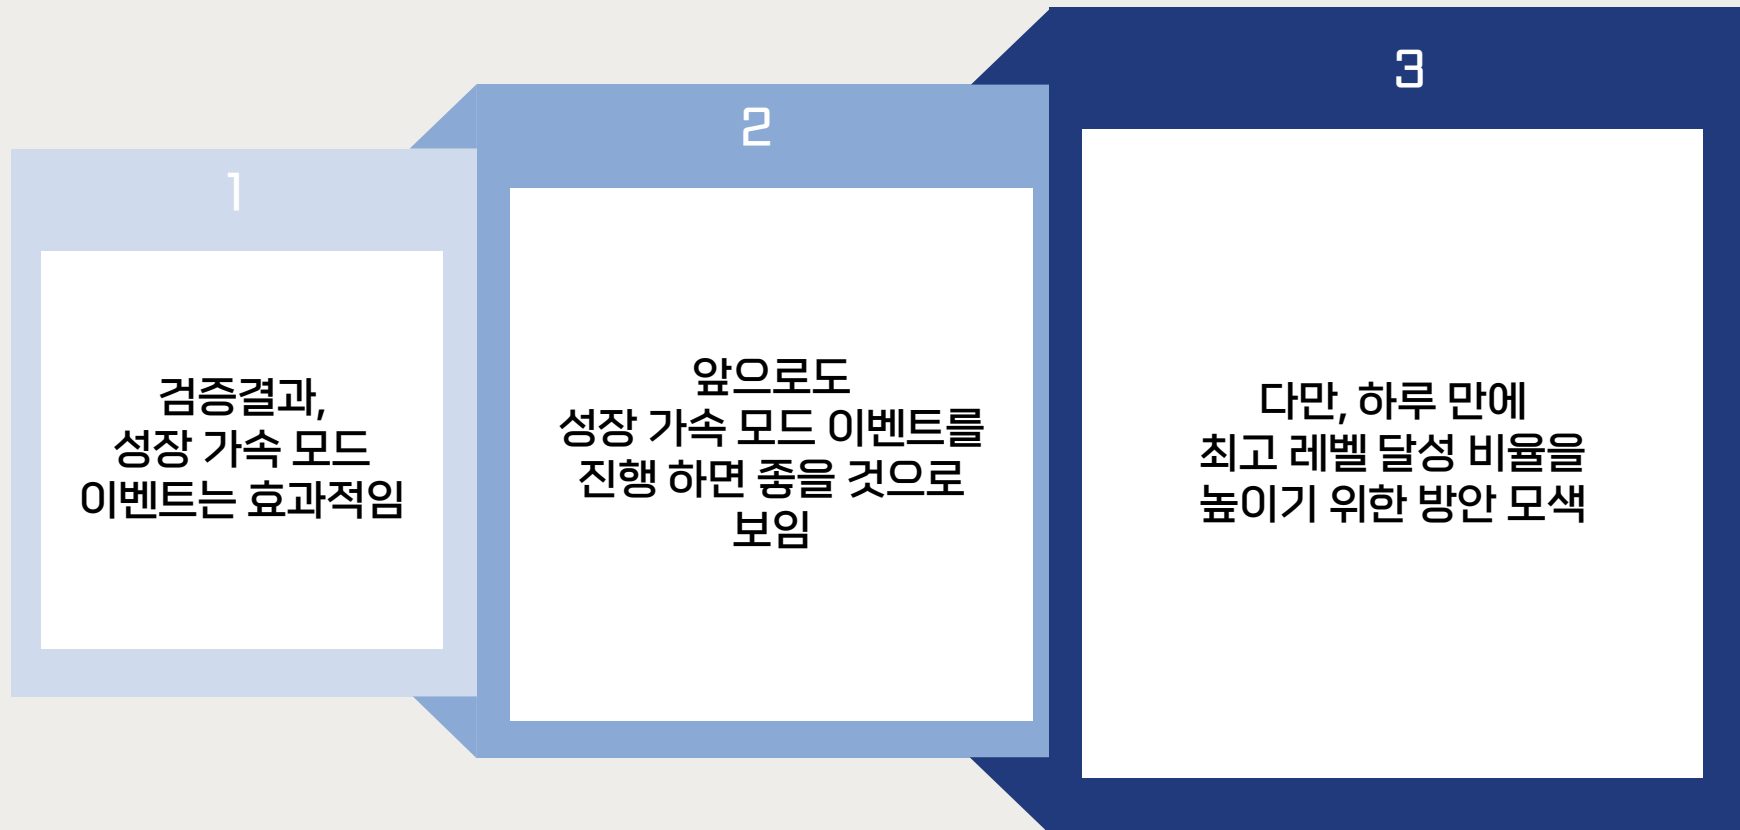 1
검증결과,
성장 가속 모드
이벤트는 효과적임
2
앞으로도
성장 가속 모드 이벤트를
진행 하면 좋을 것으로
보임
3
다만, 하루 만에
최고 레벨 달성 비율을
높이기 위한 방안 모색